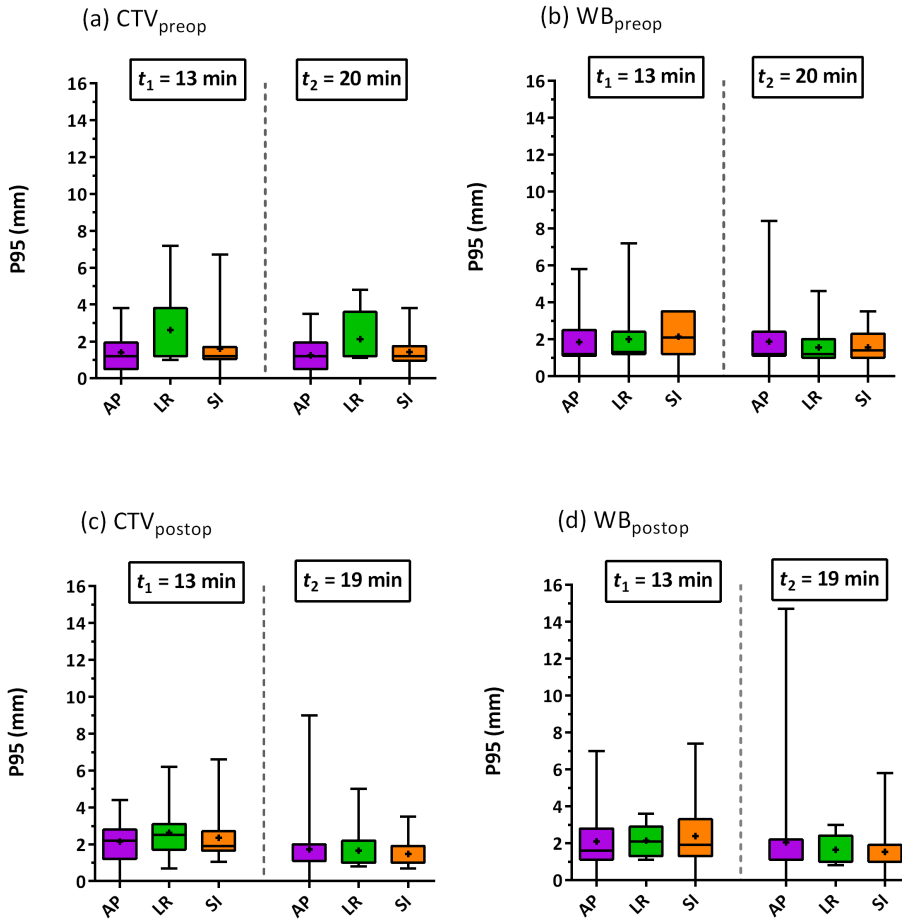 (a) CTVpreop
t1 = 13 min
t2 = 20 min
P95 (mm)
16
14
12
10
8
6
4
2
0
AP
LR
SI
AP
LR
SI
(b) WBpreop
t1 = 13 min
t2 = 20 min
P95 (mm)
16
14
12
10
8
6
4
2
0
AP
LR
SI
AP
LR
SI
(c) CTVpostop
t1 = 13 min
t2 = 19 min
P95 (mm)
16
14
12
10
8
6
4
2
0
AP
LR
SI
AP
LR
SI
(d) WBpostop
t1 = 13 min
t2 = 19 min
P95 (mm)
16
14
12
10
8
6
4
2
0
AP
LR
SI
AP
LR
SI